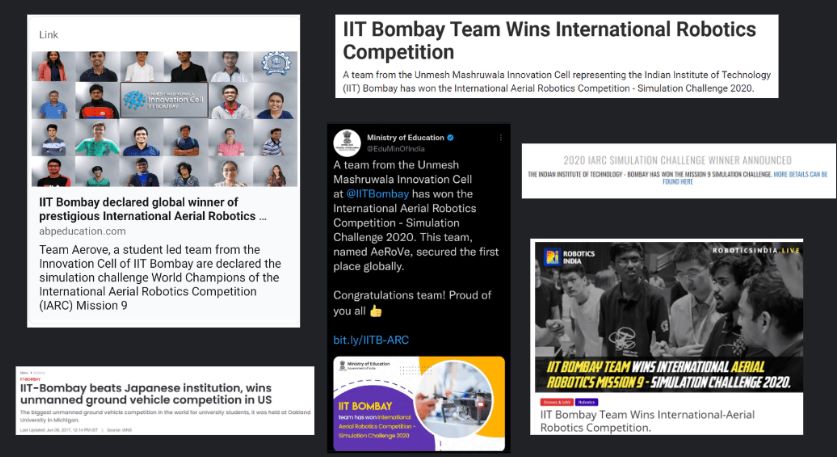 Link
UNMESH MASHRUWALA
Innovation Cell
IIT BOMBAY
IIT Bombay declared global winner of
prestigious International Aerial Robotics ...
abpeducation.com
Team Aerove, a student led team from the
Innovation Cell of IIT Bombay are declared the
simulation challenge World Champions of the
International Aerial Robotics Competition
(IARC) Mission 9
IIT Bombay Team Wins International Robotics
Competition
A team from the Unmesh Mashruwala Innovation Cell representing the Indian Institute of Technology
(IIT) Bombay has won the International Aerial Robotics Competition - Simulation Challenge 2020.
Ministry of Education
@EduMinOfIndia
A team from the Unmesh
Mashruwala Innovation Cell
at @IITBombay has won the
International Aerial Robotics
Competition - Simulation
Challenge 2020. This team,
named AeRoVe, secured the first
place globally.
Congratulations team! Proud of
you all 👍
bit.ly/IITB-ARC
Ministry of Education
Government of India
IIT BOMBAY
team has won International
Aerial Robotics Competition -
Simulation Challenge 2020
2020 IARC SIMULATION CHALLENGE WINNER ANNOUNCED
THE INDIAN INSTITUTE OF TECHNOLOGY - BOMBAY HAS WON THE MISSION 9 SIMULATION CHALLENGE. MORE DETAILS CAN BE
FOUND HERE
ROBOTICS
INDIA
ROBOTICSINDIA.LIVE
IIT BOMBAY TEAM WINS INTERNATIONAL AERIAL
ROBOTICS MISSION 9 - SIMULATION CHALLENGE 2020.
Robotics
IIT Bombay Team Wins International-Aerial
Robotics Competition.
IIT-Bombay beats Japanese institution, wins
unmanned ground vehicle competition in US
The biggest unmanned ground vehicle competition in the world for university students, it was held at Oakland
University in Michigan.